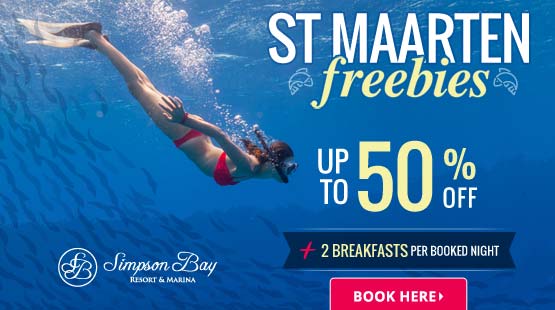 ST MAARTEN
freebies
UP TO 50% OFF
+ 2 BREAKFASTS PER BOOKED NIGHT
SB Simpson Bay
RESORT & MARINA
BOOK HERE